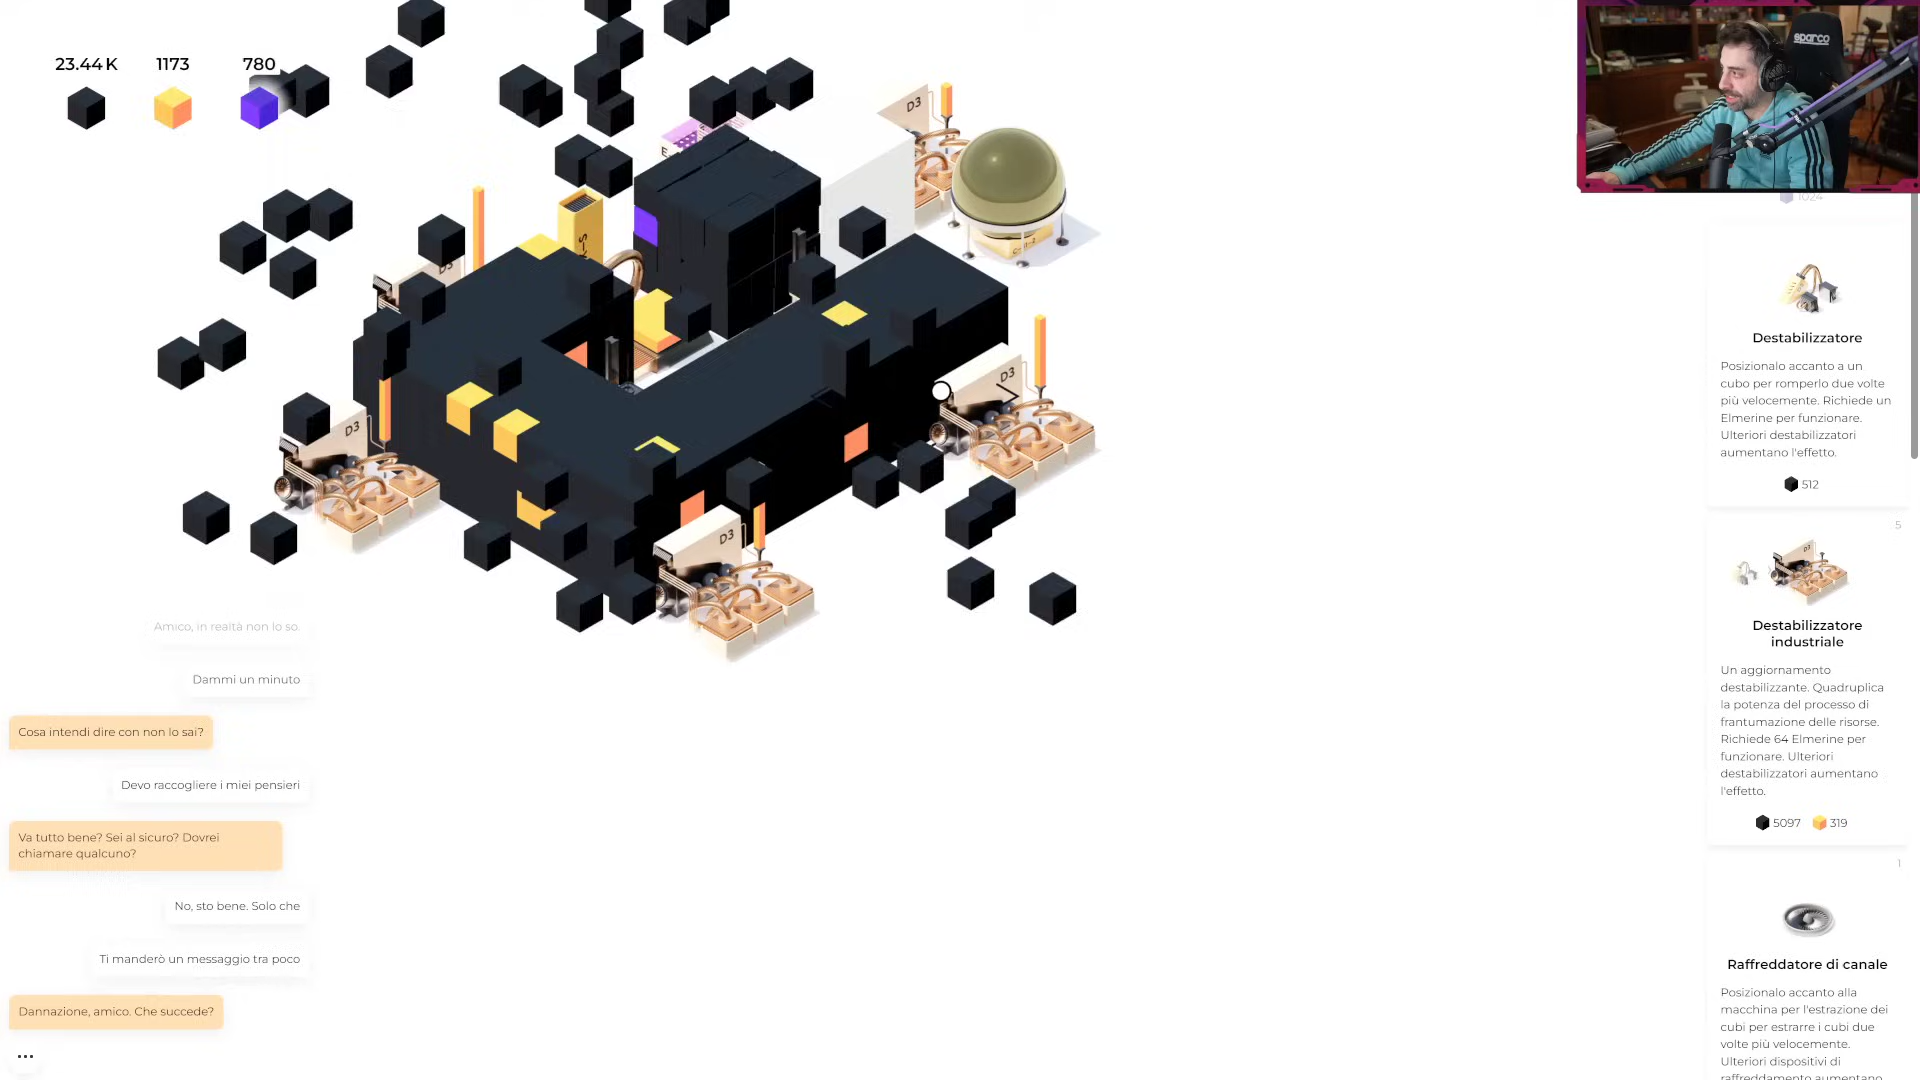 23.44 K
1173
780
sparco
1024
D3
D3
D3
D3
D3
Amico, in realtà non lo so.
Dammi un minuto
Cosa intendi dire con non lo sai?
Devo raccogliere i miei pensieri
Va tutto bene? Sei al sicuro? Dovrei
chiamare qualcuno?
No, sto bene. Solo che
Ti manderò un messaggio tra poco
Dannazione, amico. Che succede?
...
Destabilizzatore
Posizionalo accanto a un
cubo per romperlo due volte
più velocemente. Richiede un
Elmerine per funzionare.
Ulteriori destabilizzatori
aumentano l'effetto.
512
5
Destabilizzatore
industriale
Un aggiornamento
destabilizzante. Quadruplica
la potenza del processo di
frantumazione delle risorse.
Richiede 64 Elmerine per
funzionare. Ulteriori
destabilizzatori aumentano
l'effetto.
5097 319
1
Raffreddatore di canale
Posizionalo accanto alla
macchina per l'estrazione dei
cubi per estrarre i cubi due
volte più velocemente.
Ulteriori dispositivi di
raffreddamento aumentano